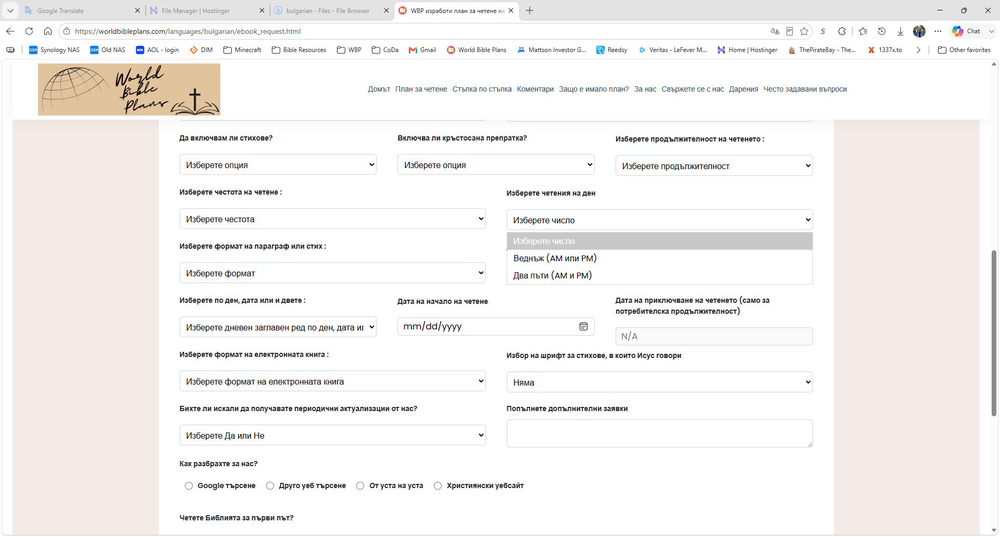 Google Translate
File Manager | Hostinger
bulgarian - Files - File Browser
WBP изработи план за четене на
https://worldbibleplans.com/languages/bulgarian/ebook_request.html
Chat
DSM Synology NAS
DSM Old NAS
AOL AOL - login
DIM
Minecraft
Bible Resources
WBP
CoDa
Gmail
World Bible Plans
Mattson Investor G...
Reedsy
Veritas - LeFever M...
Home | Hostinger
ThePirateBay - The...
1337x.to
Other favorites
World
Bible
Plans
Домът План за четене Стъпка по стъпка Коментари Защо е имало план? За нас Свържете се с нас Дарения Често задавани въпроси
Да включвам ли стихове?
Включва ли кръстосана препратка?
Изберете продължителност на четенето :
Изберете опция
Изберете опция
Изберете продължителност
Изберете честота на четене :
Изберете четения на ден
Изберете честота
Изберете число
Изберете число
Веднъж (AM или PM)
Два пъти (AM и PM)
Изберете формат на параграф или стих :
Изберете формат
Изберете по ден, дата или и двете :
Дата на начало на четене
Дата на приключване на четенето (само за
потребителска продължителност)
Изберете дневен заглавен ред по ден, дата ил
mm/dd/yyyy
N/A
Изберете формат на електронната книга :
Избор на шрифт за стихове, в които Исус говори
Изберете формат на електронната книга
Няма
Бихте ли искали да получавате периодични актуализации от нас?
Попълнете допълнителни заявки
Изберете Да или Не
Как разбрахте за нас?
Google търсене
Друго уеб търсене
От уста на уста
Християнски уебсайт
Четете Библията за първи път?